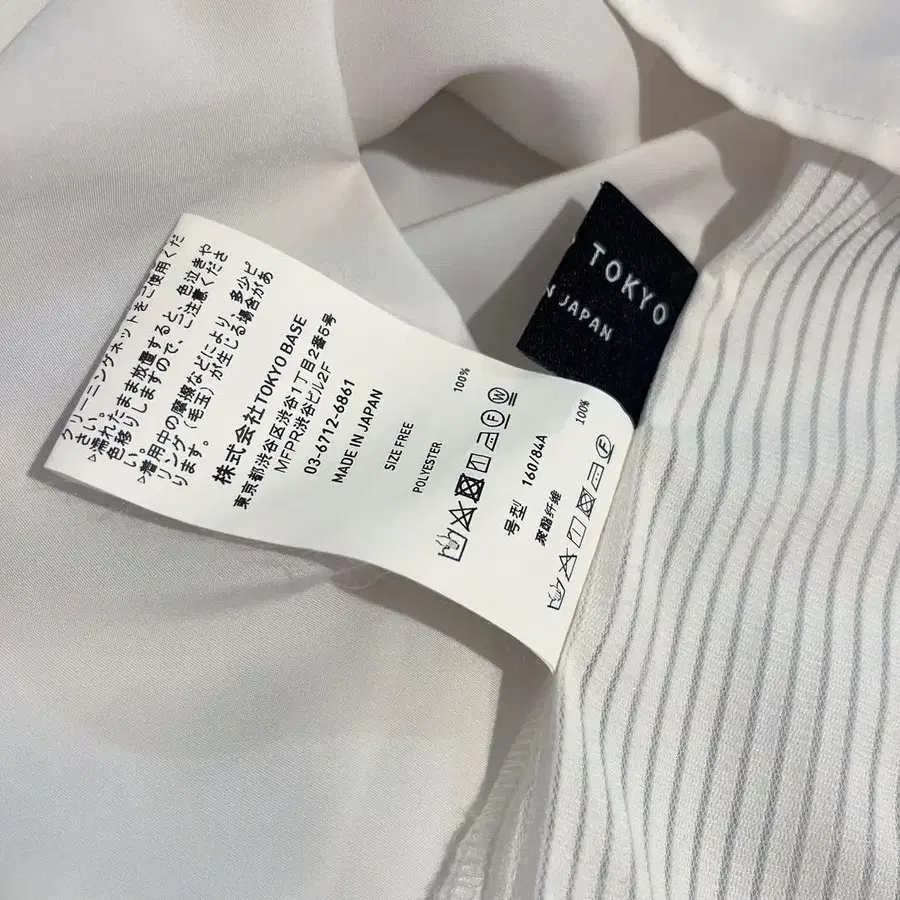 クリーニングネットをご使用くだ
さい。
▷濡れたまま放置すると、色泣きや
色移りしますので、ご注意くださ
い。
▷着用中の摩擦などにより、多少ピ
リング(毛玉)が生じる場合があ
ります。
株式会社TOKYO BASE
東京都渋谷区渋谷1丁目2番5号
MFPR渋谷ビル2F
03-6712-6861
MADE IN JAPAN
SIZE FREE
POLYESTER 100%
号型 160/84A
聚酯纤维 100%
TOKYO
N JAPAN